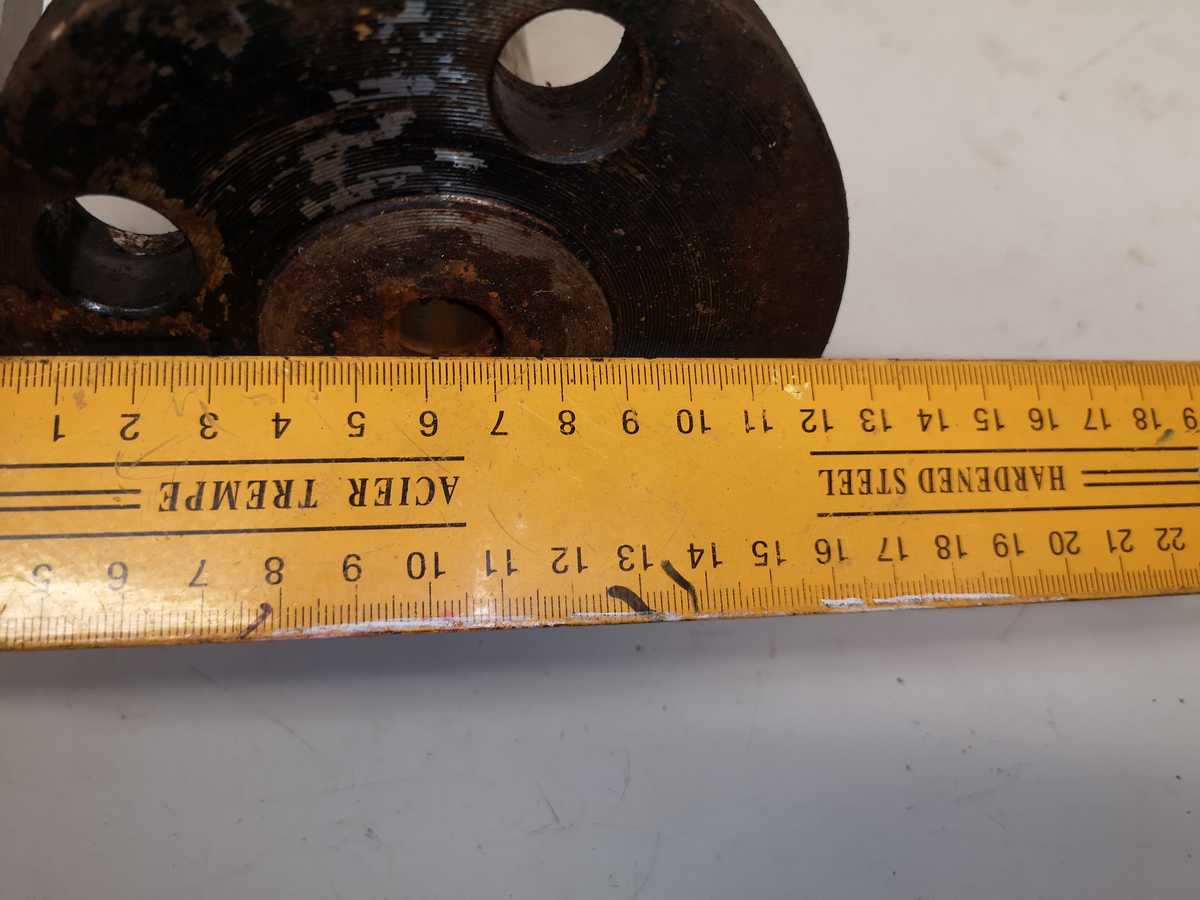 1 2 3 4 5 6 7 8 9 10 11 12 13 14 15 16 17 18 19
ACIER TREMPE
HARDENED STEEL
5 6 7 8 9 10 11 12 13 14 15 16 17 18 19 20 21 22